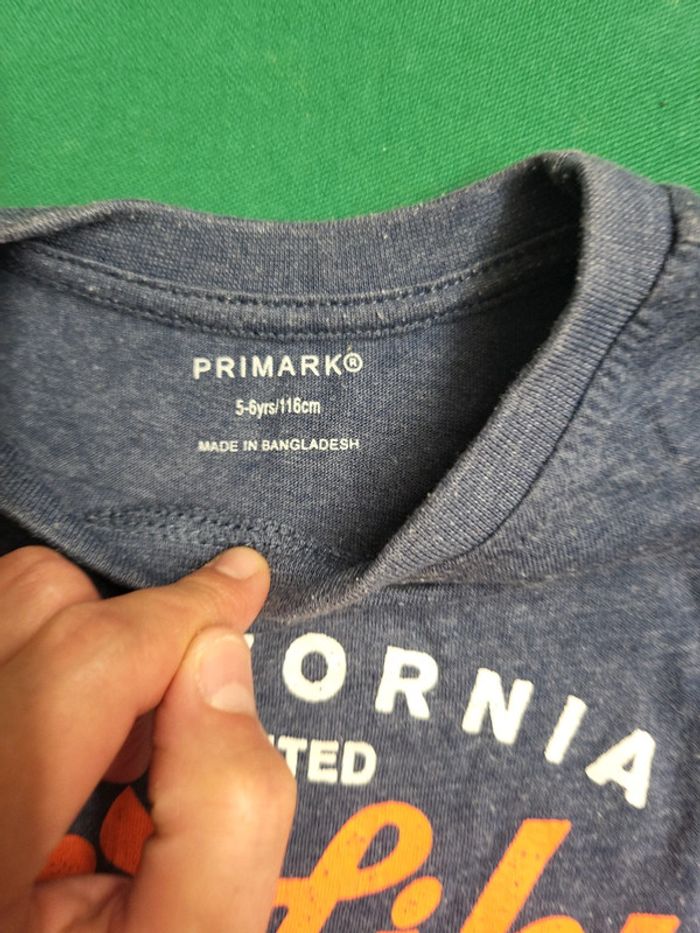 PRIMARK®
5-6yrs/116cm
MADE IN BANGLADESH
ORNIA
TED